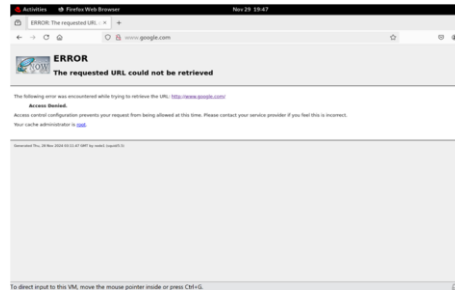 Activities
Firefox Web Browser
Nov 29 19:47
ERROR: The requested URL
www.google.com
NOW
ERROR
The requested URL could not be retrieved
The following error was encountered while trying to retrieve the URL: http://www.google.com/
Access Denied.
Access control configuration prevents your request from being allowed at this time. Please contact your service provider if you feel this is incorrect.
Your cache administrator is root.
To direct input to this VM, move the mouse pointer inside or press Ctrl+G.